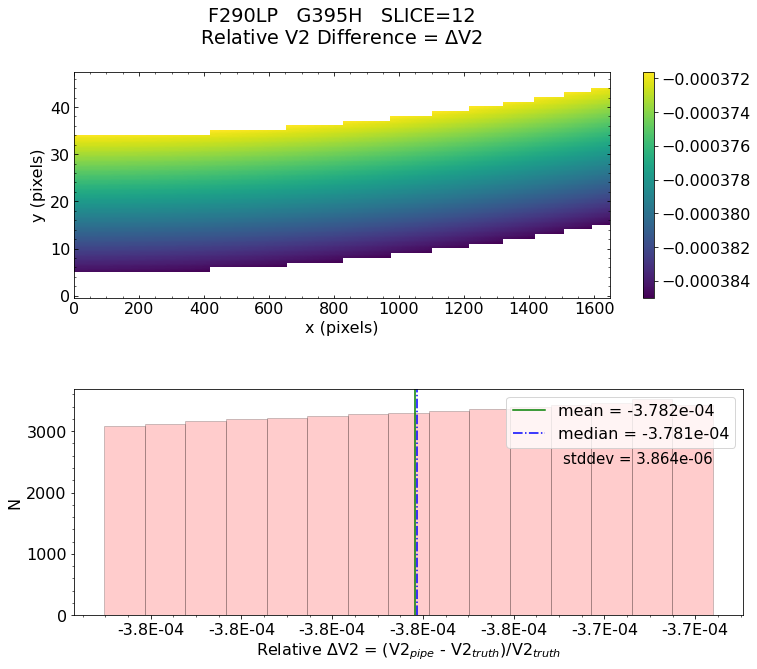 F290LP   G395H   SLICE=12
Relative V2 Difference = ΔV2
y (pixels)
40
30
20
10
0
0 200 400 600 800 1000 1200 1400 1600
x (pixels)
−0.000372
−0.000374
−0.000376
−0.000378
−0.000380
−0.000382
−0.000384
N
3000
2000
1000
0
mean = -3.782e-04
median = -3.781e-04
stddev = 3.864e-06
-3.8E-04 -3.8E-04 -3.8E-04 -3.8E-04 -3.8E-04 -3.7E-04 -3.7E-04
Relative ΔV2 = (V2pipe - V2truth)/V2truth